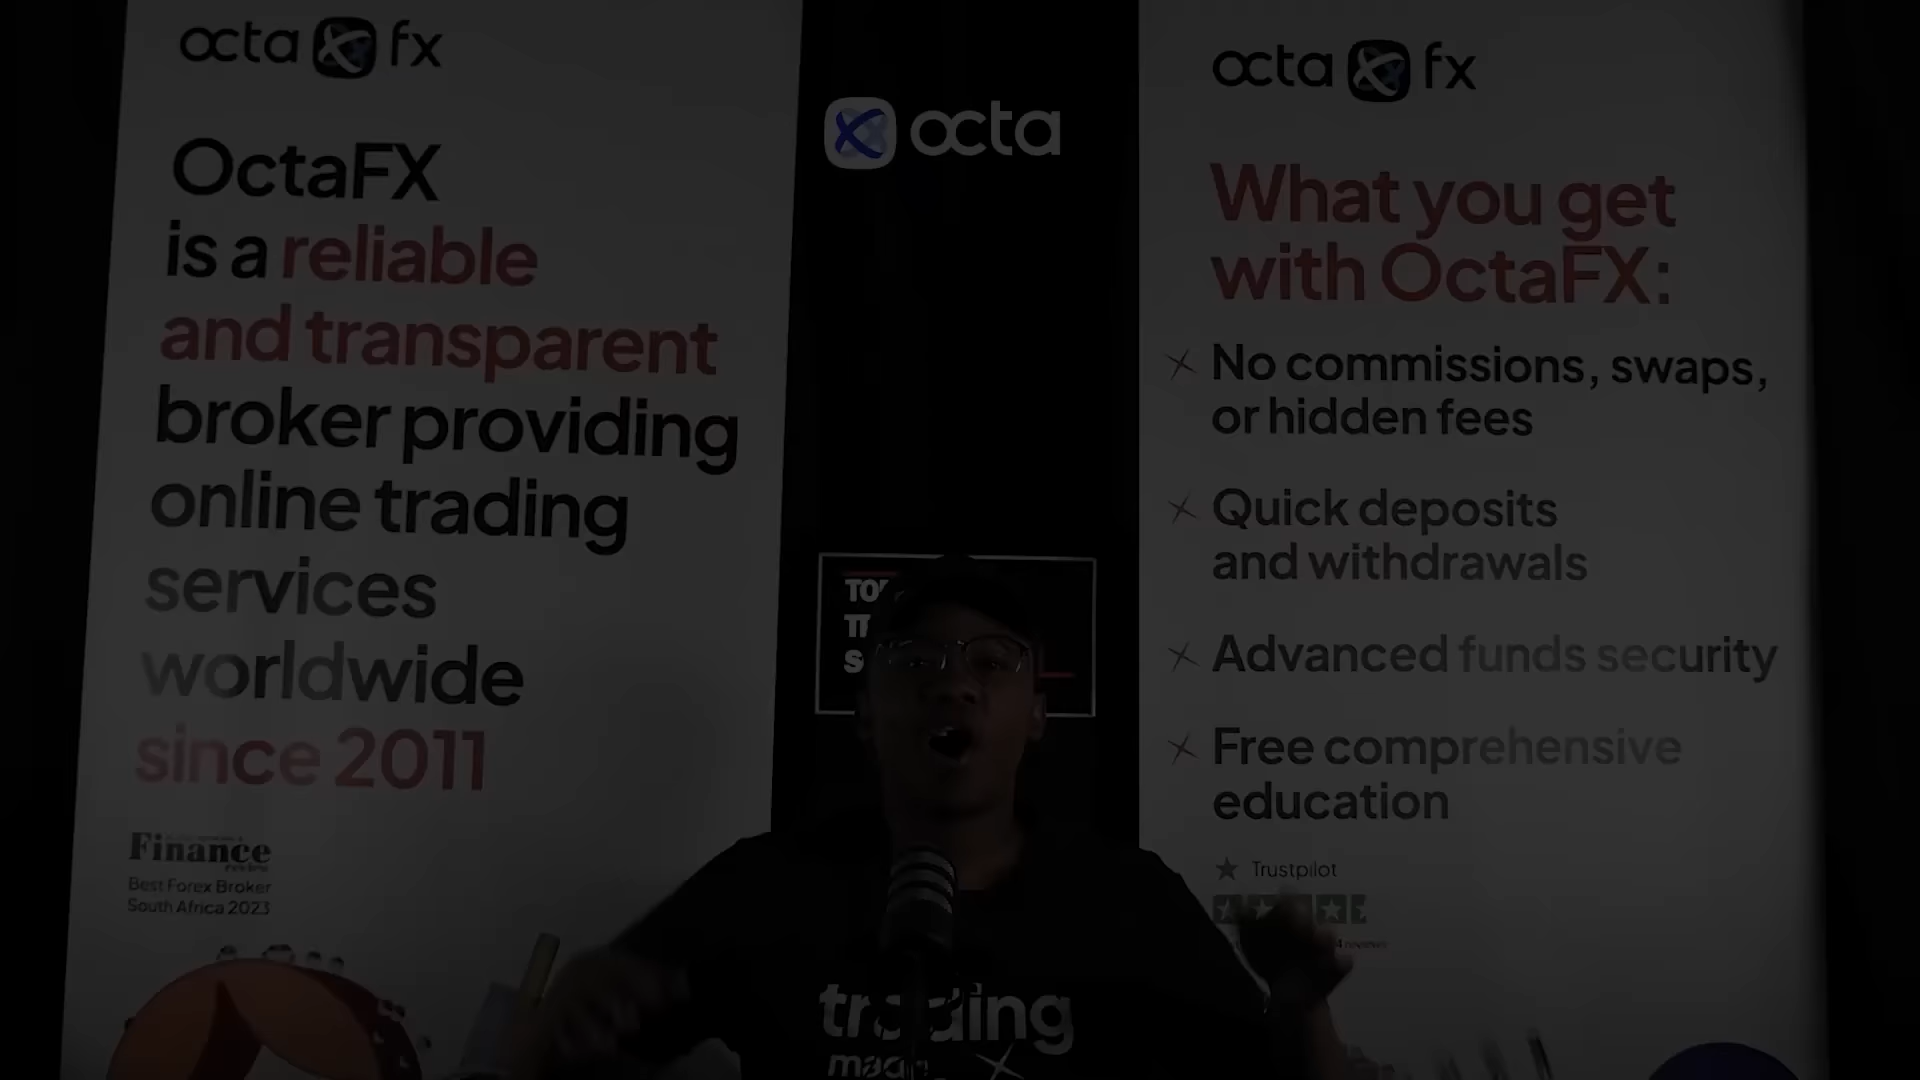 octa fx
OctaFX
is a reliable
and transparent
broker providing
online trading
services
worldwide
since 2011
Finance
Best Forex Broker
South Africa 2023
octa
octa fx
What you get
with OctaFX:
No commissions, swaps,
or hidden fees
Quick deposits
and withdrawals
Advanced funds security
Free comprehensive
education
Trustpilot
trading